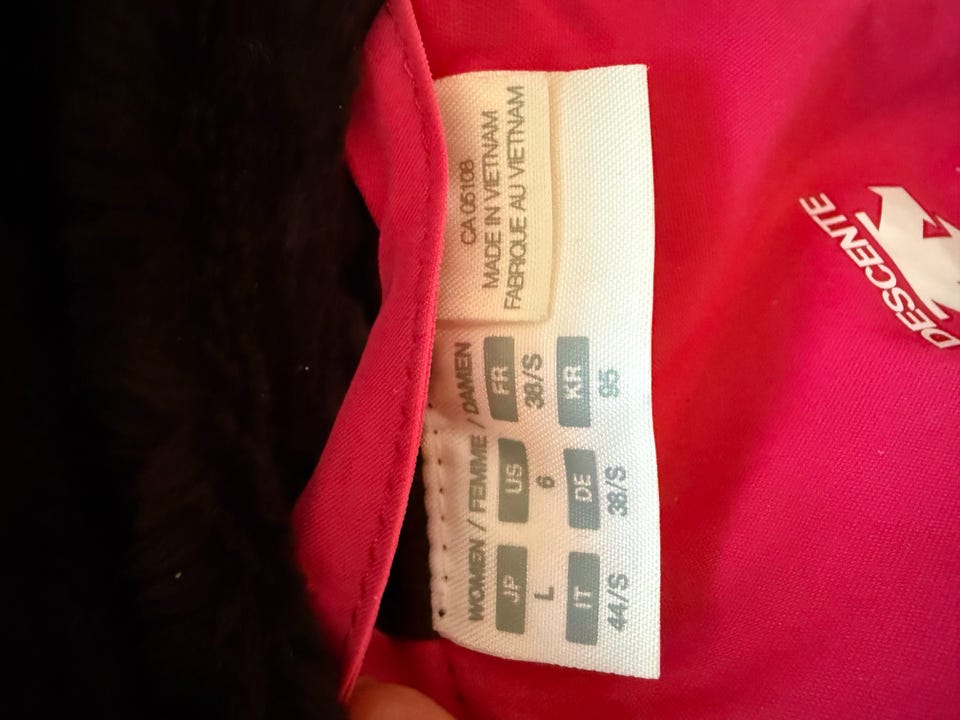 CA 05108
MADE IN VIETNAM
FABRIQUE AU VIETNAM
WOMEN / FEMME / DAMEN
JP US FR
L 6 38/S
IT DE KR
44/S 38/S 95
DESCENTE